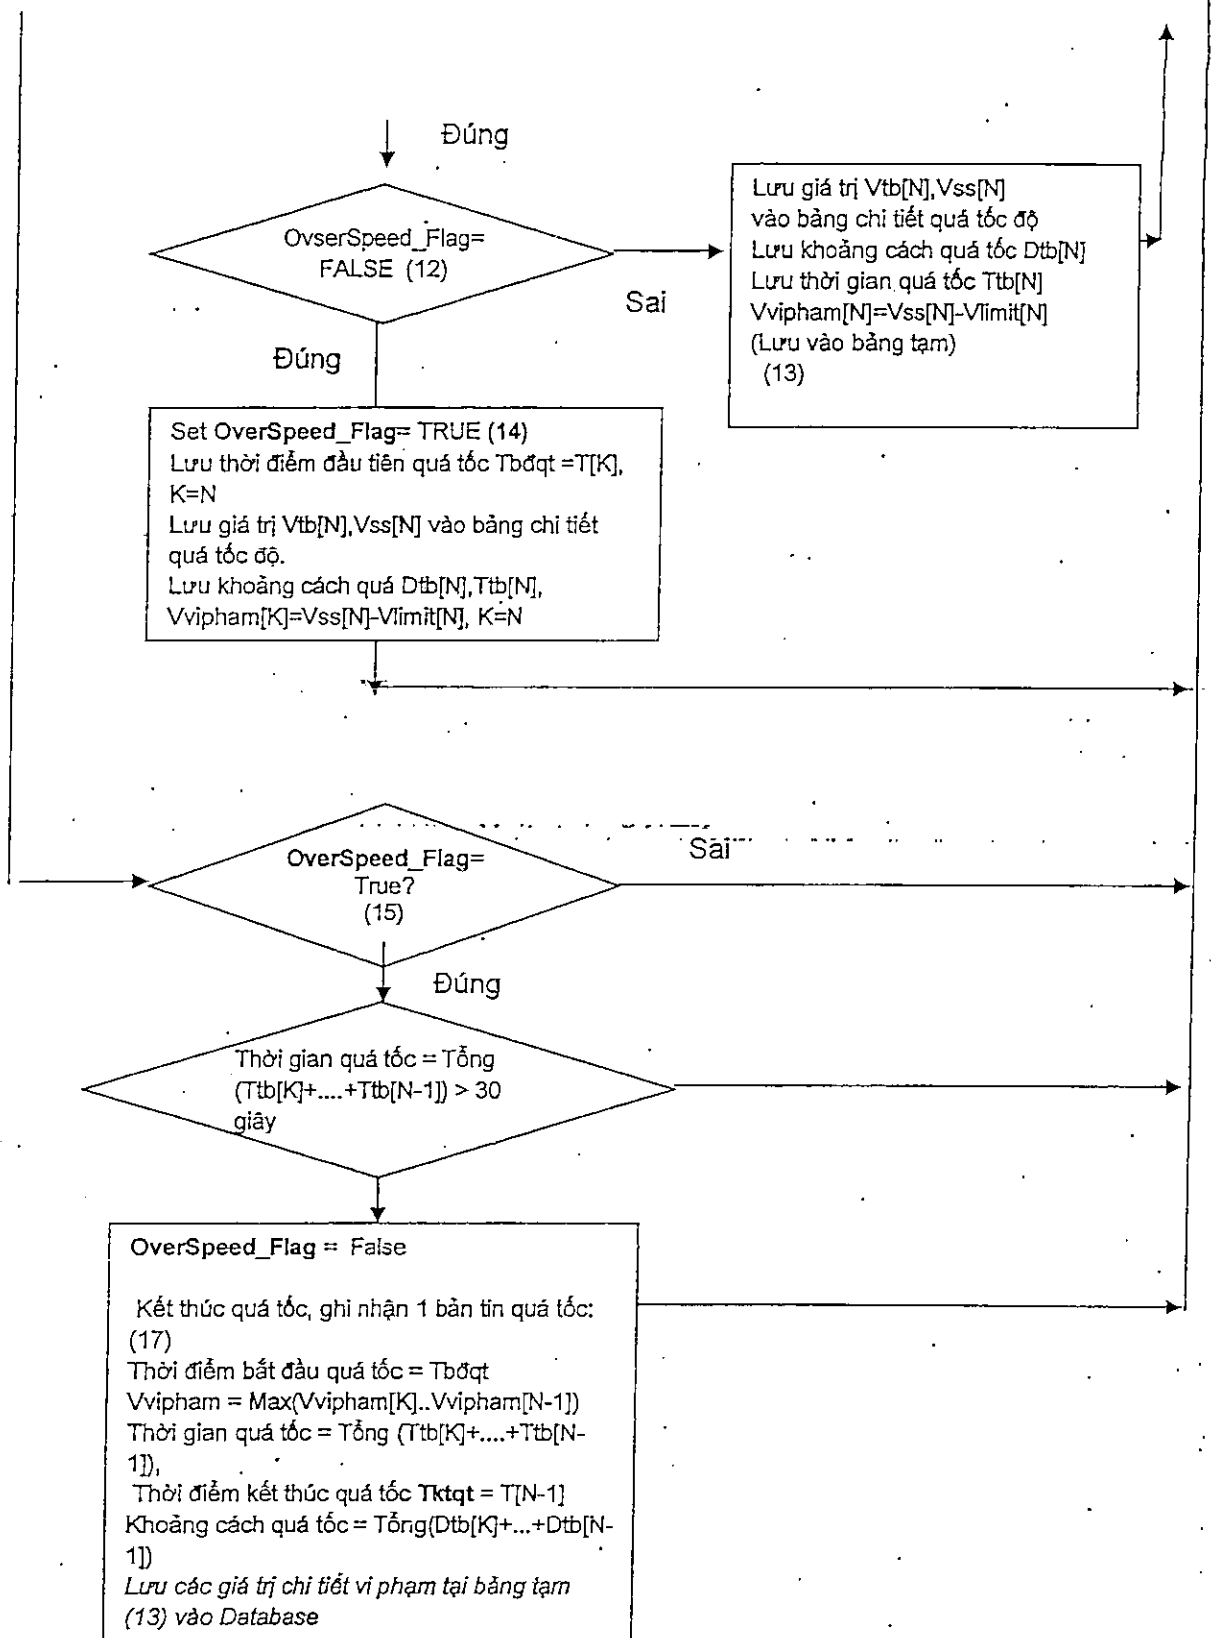 Đúng
OvserSpeed_Flag=
FALSE (12)
Sai
Đúng
Lưu giá trị Vtb[N],Vss[N]
vào bảng chi tiết quá tốc độ
Lưu khoảng cách quá tốc Dtb[N]
Lưu thời gian quá tốc Ttb[N]
Vvipham[N]=Vss[N]-Vlimit[N]
(Lưu vào bảng tạm)
(13)
Set OverSpeed_Flag= TRUE (14)
Lưu thời điểm đầu tiên quá tốc Tbđqt =T[K],
K=N
Lưu giá trị Vtb[N],Vss[N] vào bảng chi tiết
quá tốc độ.
Lưu khoảng cách quá Dtb[N],Ttb[N],
Vvipham[K]=Vss[N]-Vlimit[N], K=N
OverSpeed_Flag=
True?
(15)
Sai
Đúng
Thời gian quá tốc = Tổng
(Ttb[K]+....+Ttb[N-1]) > 30
giây
OverSpeed_Flag = False
Kết thúc quá tốc, ghi nhận 1 bản tin quá tốc:
(17)
Thời điểm bắt đầu quá tốc = Tbđqt
Vvipham = Max(Vvipham[K]..Vvipham[N-1])
Thời gian quá tốc = Tổng (Ttb[K]+....+Ttb[N-
1]),
Thời điểm kết thúc quá tốc Tktqt = T[N-1]
Khoảng cách quá tốc = Tổng(Dtb[K]+...+Dtb[N-
1])
Lưu các giá trị chi tiết vi phạm tại bảng tạm
(13) vào Database